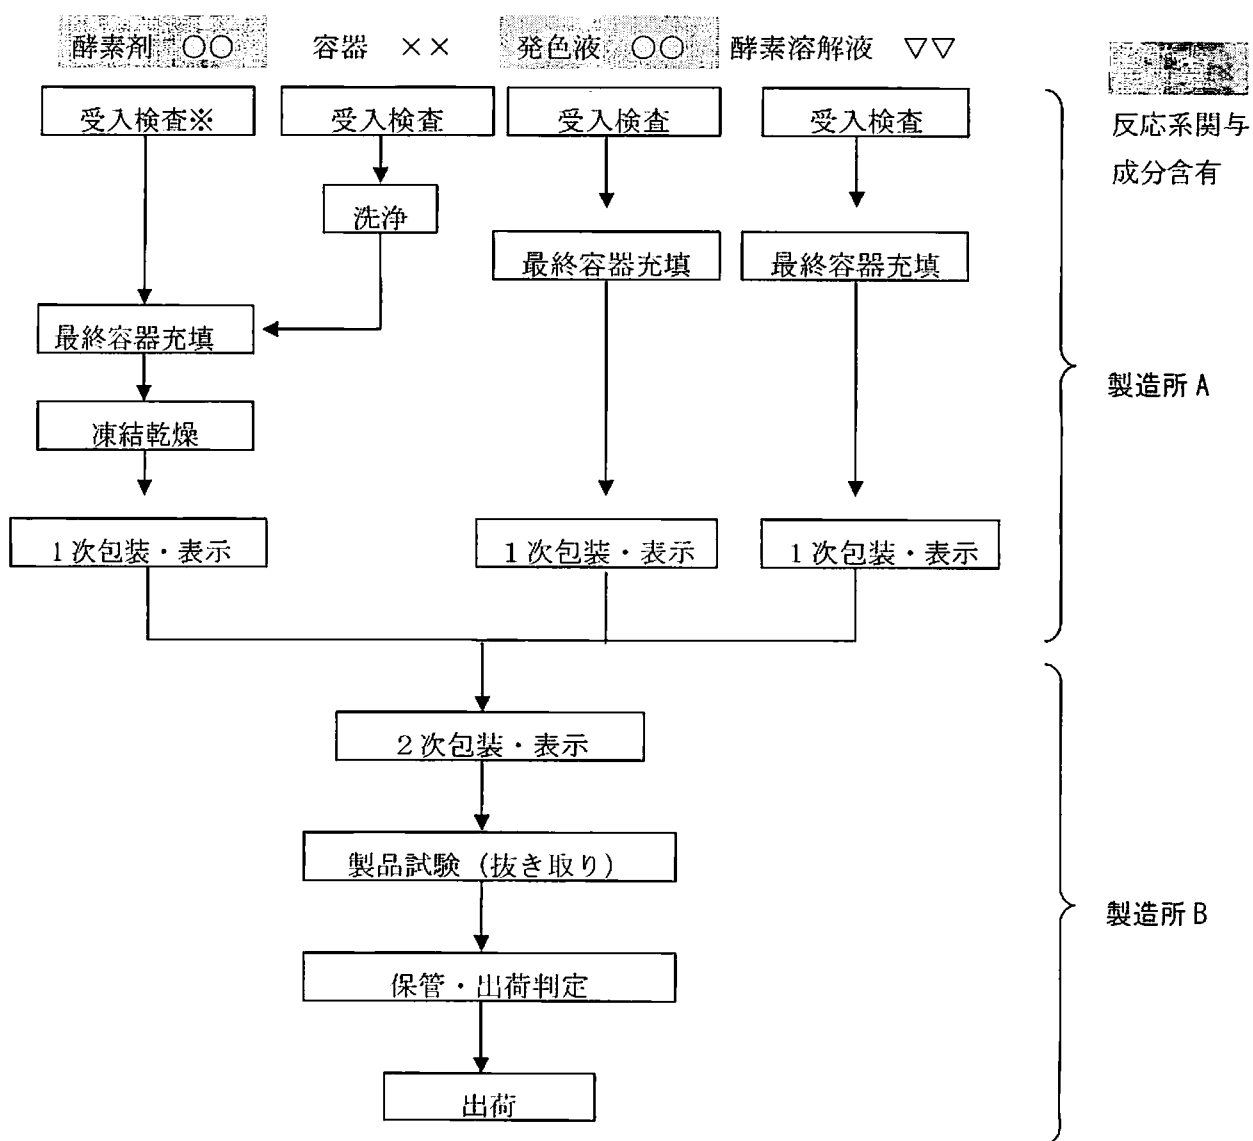 酵素剤 ○○
容器 ××
発色液 ○○
酵素溶解液 ▽▽
受入検査※
受入検査
受入検査
受入検査
反応系関与
成分含有
洗浄
最終容器充填
最終容器充填
最終容器充填
製造所 A
凍結乾燥
1次包装・表示
1次包装・表示
1次包装・表示
2次包装・表示
製品試験（抜き取り）
製造所 B
保管・出荷判定
出荷